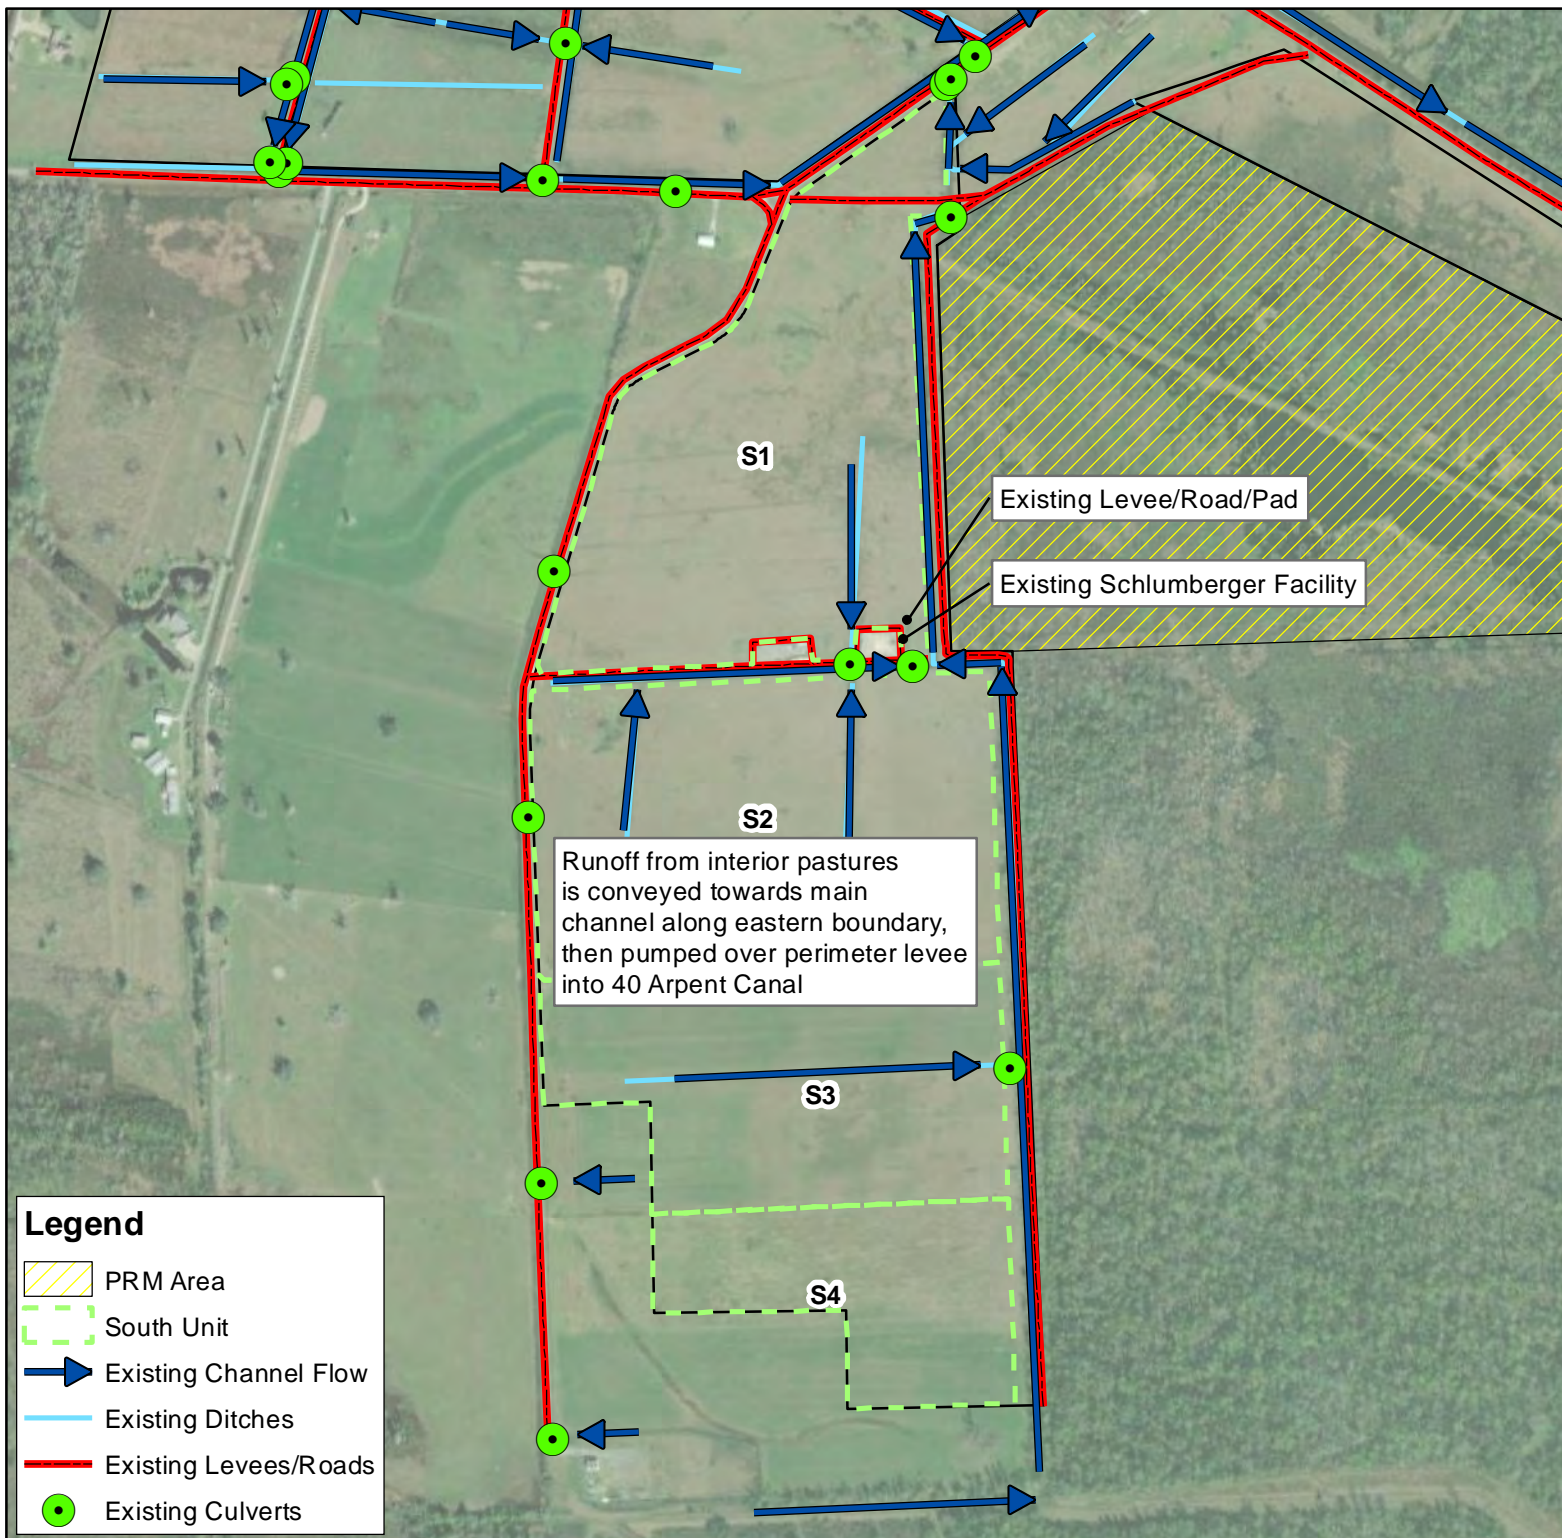 S1
Existing Levee/Road/Pad
Existing Schlumberger Facility
S2
Runoff from interior pastures
is conveyed towards main
channel along eastern boundary,
then pumped over perimeter levee
into 40 Arpent Canal
S3
S4
Legend
PRM Area
South Unit
Existing Channel Flow
Existing Ditches
Existing Levees/Roads
Existing Culverts